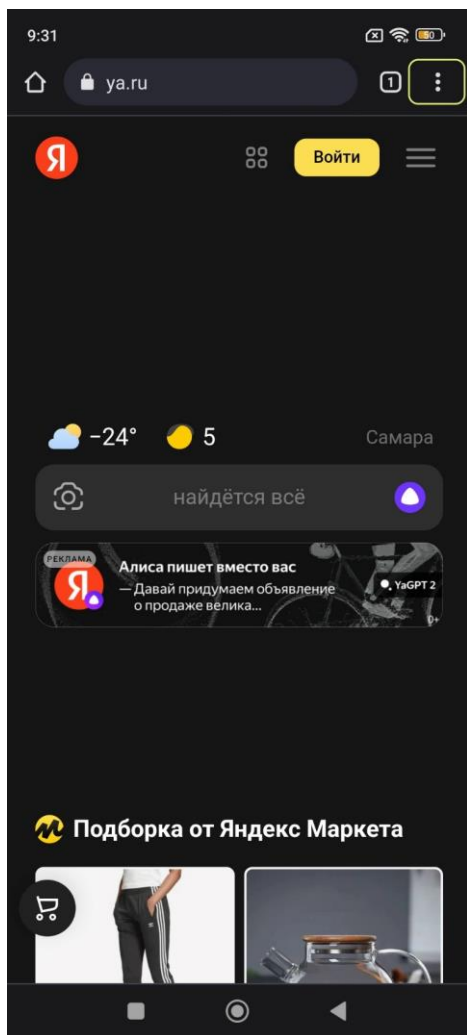 9:31
50
ya.ru
1
Я
Войти
−24°
5
Самара
найдётся всё
РЕКЛАМА
Я
Алиса пишет вместо вас
— Давай придумаем объявление
о продаже велика...
YaGPT 2
0+
Подборка от Яндекс Маркета